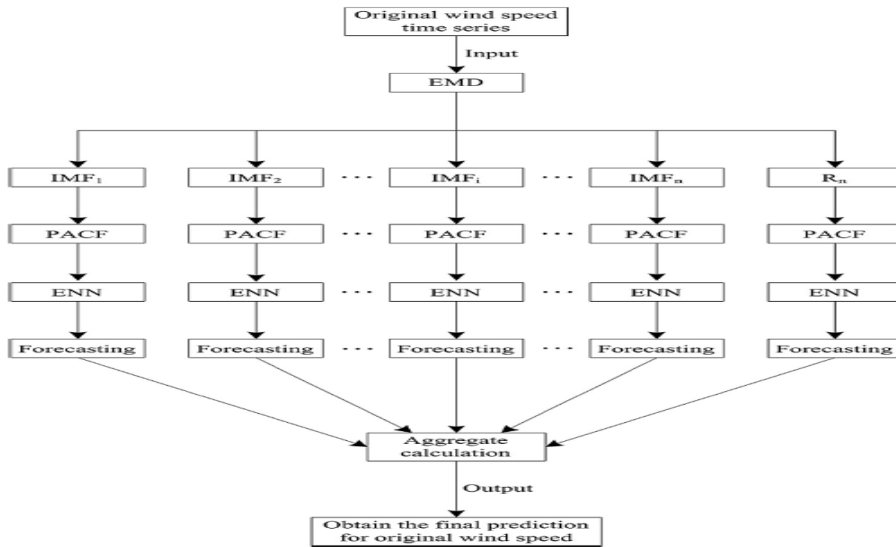 Original wind speed
time series
Input
EMD
IMF₁ IMF₂ ... IMFᵢ ... IMFₙ Rₙ
PACF PACF ... PACF ... PACF PACF
ENN ENN ... ENN ... ENN ENN
Forecasting Forecasting ... Forecasting ... Forecasting Forecasting
Aggregate
calculation
Output
Obtain the final prediction
for original wind speed